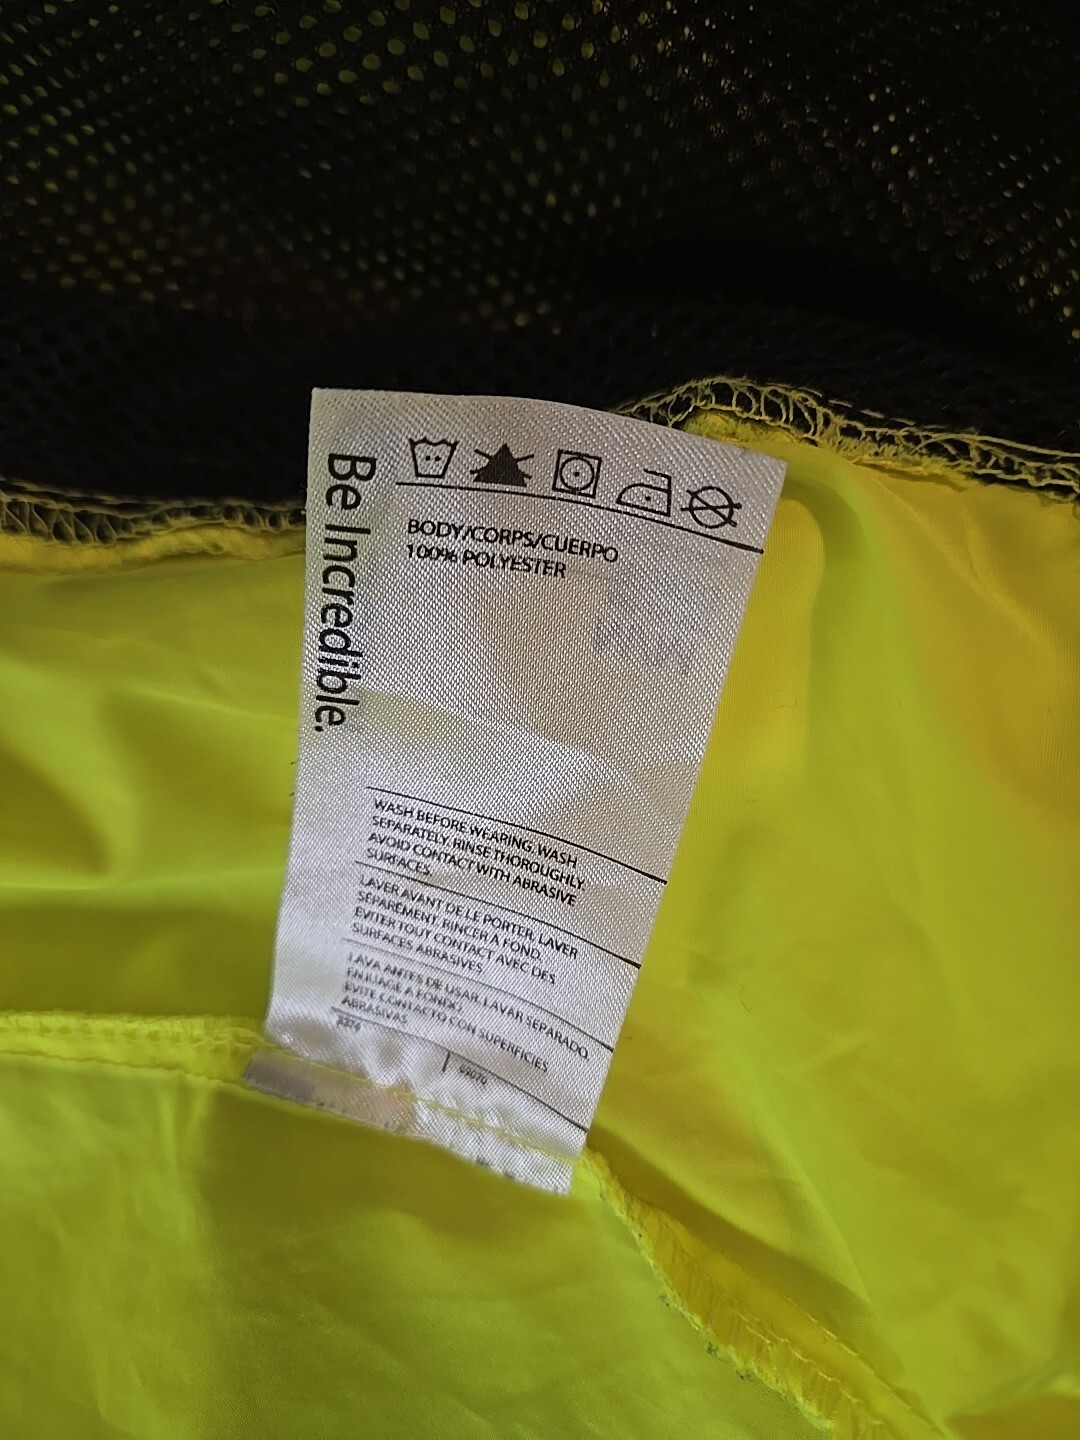 Be Incredible.
BODY/CORPS/CUERPO
100% POLYESTER
WASH BEFORE WEARING. WASH
SEPARATELY. RINSE THOROUGHLY.
AVOID CONTACT WITH ABRASIVE
SURFACES.
LAVER AVANT DE LE PORTER. LAVER
SÉPARÉMENT. RINCER À FOND.
EVITER TOUT CONTACT AVEC DES
SURFACES ABRASIVES
LAVA ANTES DE USAR. LAVAR SEPARADO.
ENJUAGE A FONDO.
EVITE CONTACTO CON SUPERFICIES
ABRASIVAS